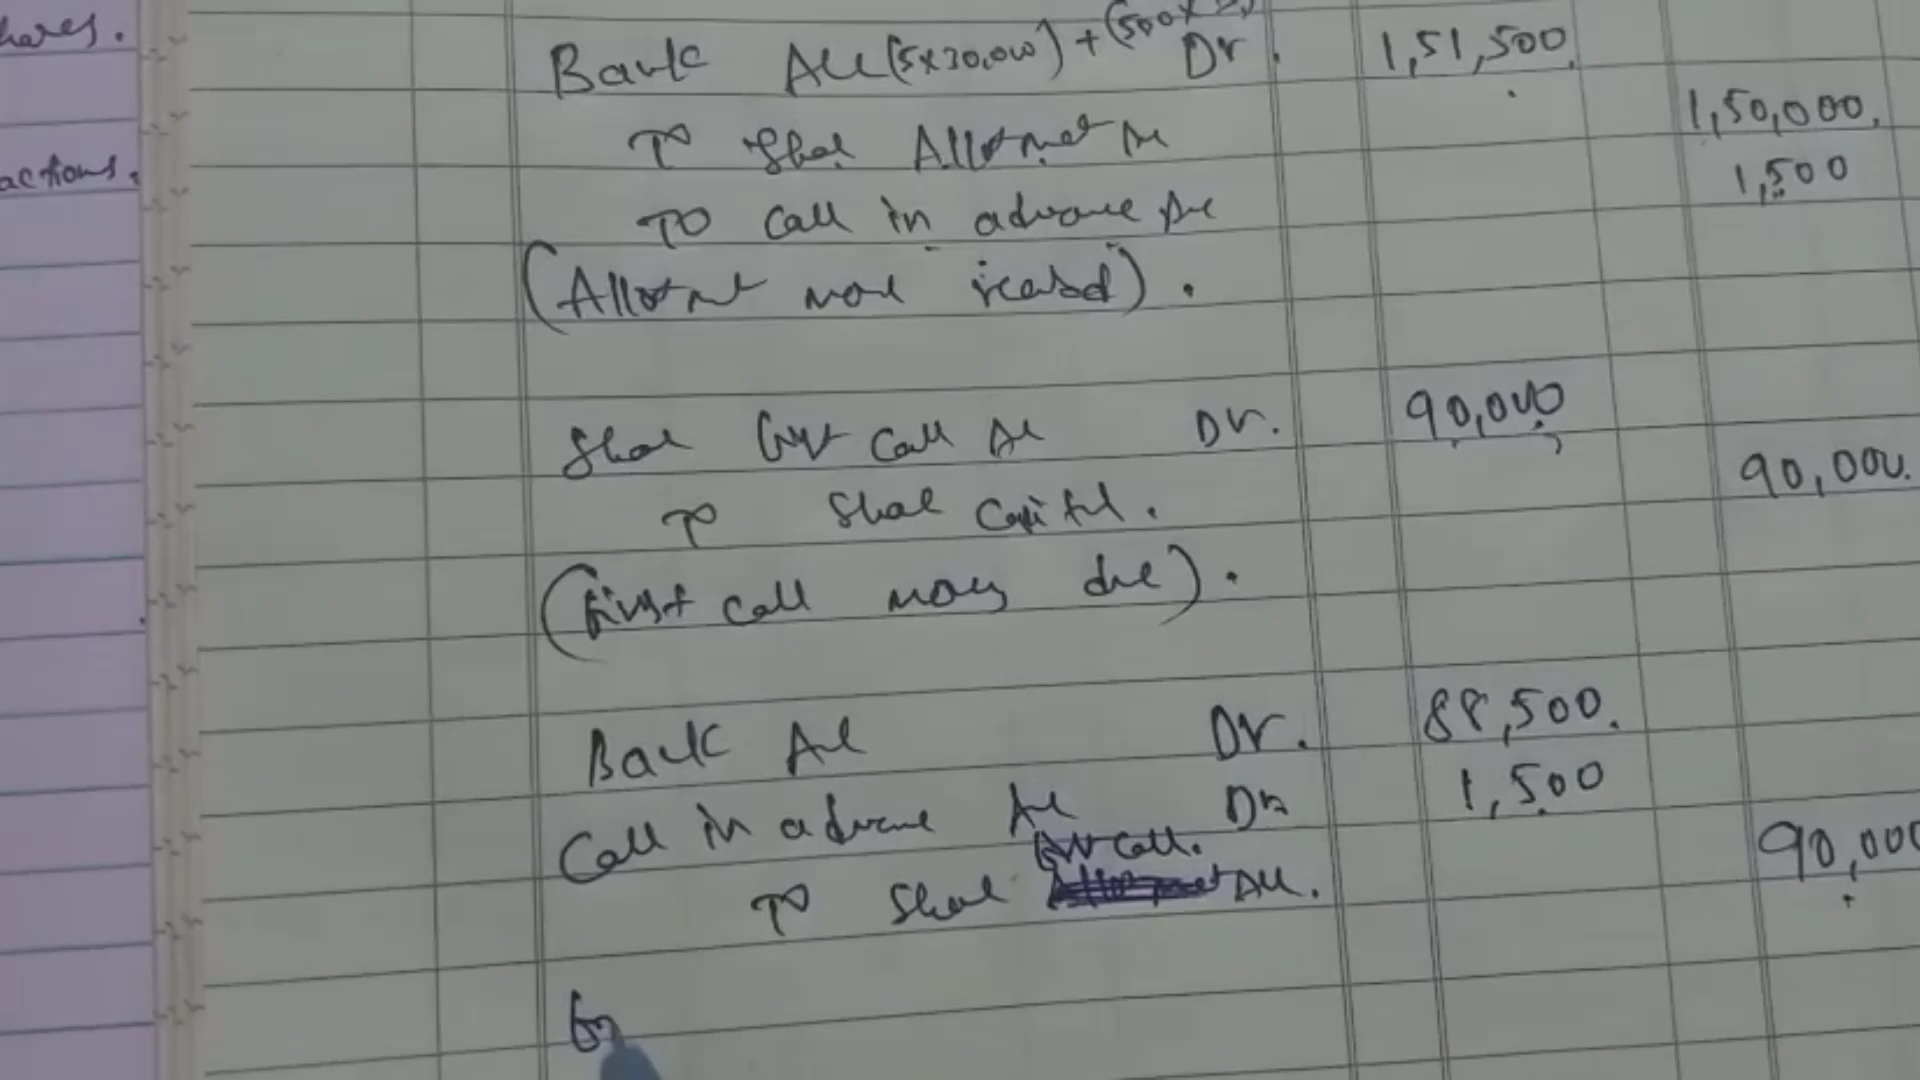 hares.
actions.
Bank A/c (5x30,000) + (500x Dr. 1,51,500
To Share Allotment A/c 1,50,000.
To Call in advance A/c 1,500
(Allotment money received).
Share first call A/c Dr. 90,000
To Share Capital. 90,000.
(First call money due).
Bank A/c Dr. 88,500.
Call in advance A/c Dr 1,500
first call.
To Share A/c. 90,000